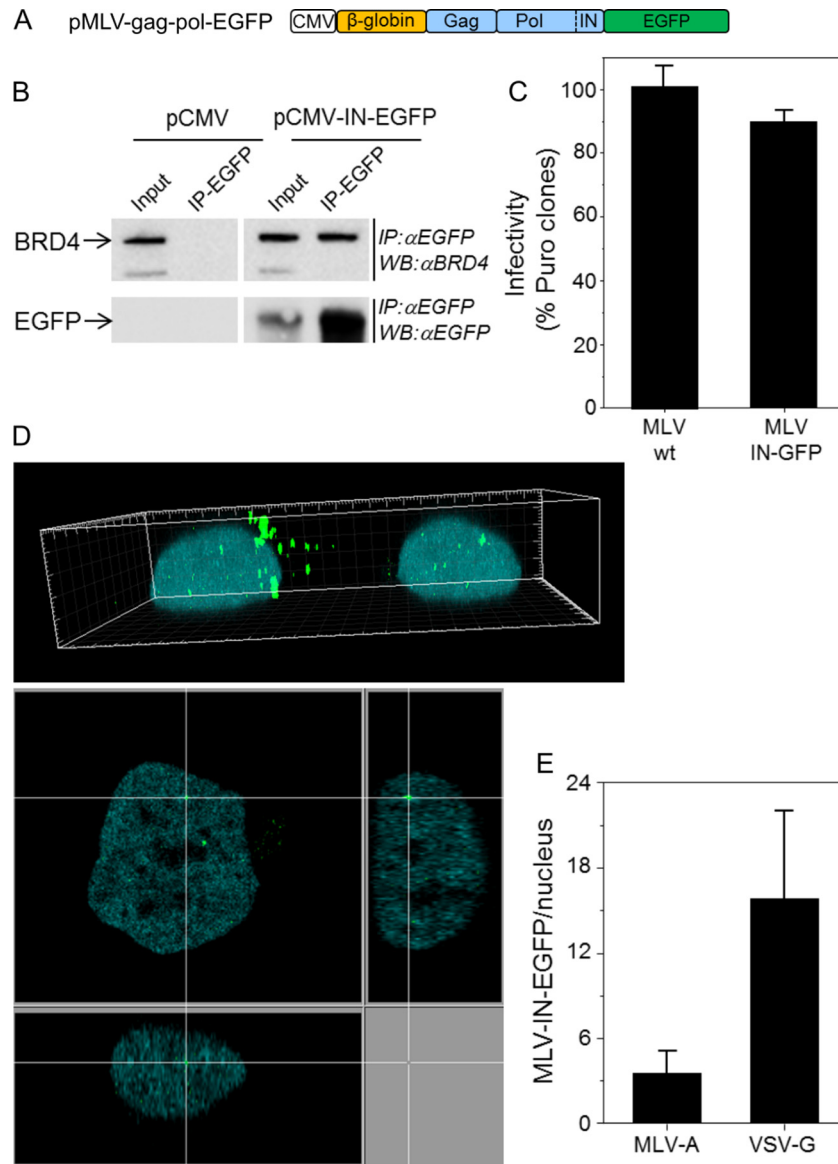 A pMLV-gag-pol-EGFP CMV β-globin Gag Pol IN EGFP
B
pCMV pCMV-IN-EGFP
Input IP-EGFP Input IP-EGFP
BRD4
IP:αEGFP
WB:αBRD4
EGFP
IP:αEGFP
WB:αEGFP
C
Infectivity
(% Puro clones)
100
80
60
40
20
0
MLV
wt
MLV
IN-GFP
D
E
MLV-IN-EGFP/nucleus
24
18
12
6
0
MLV-A VSV-G